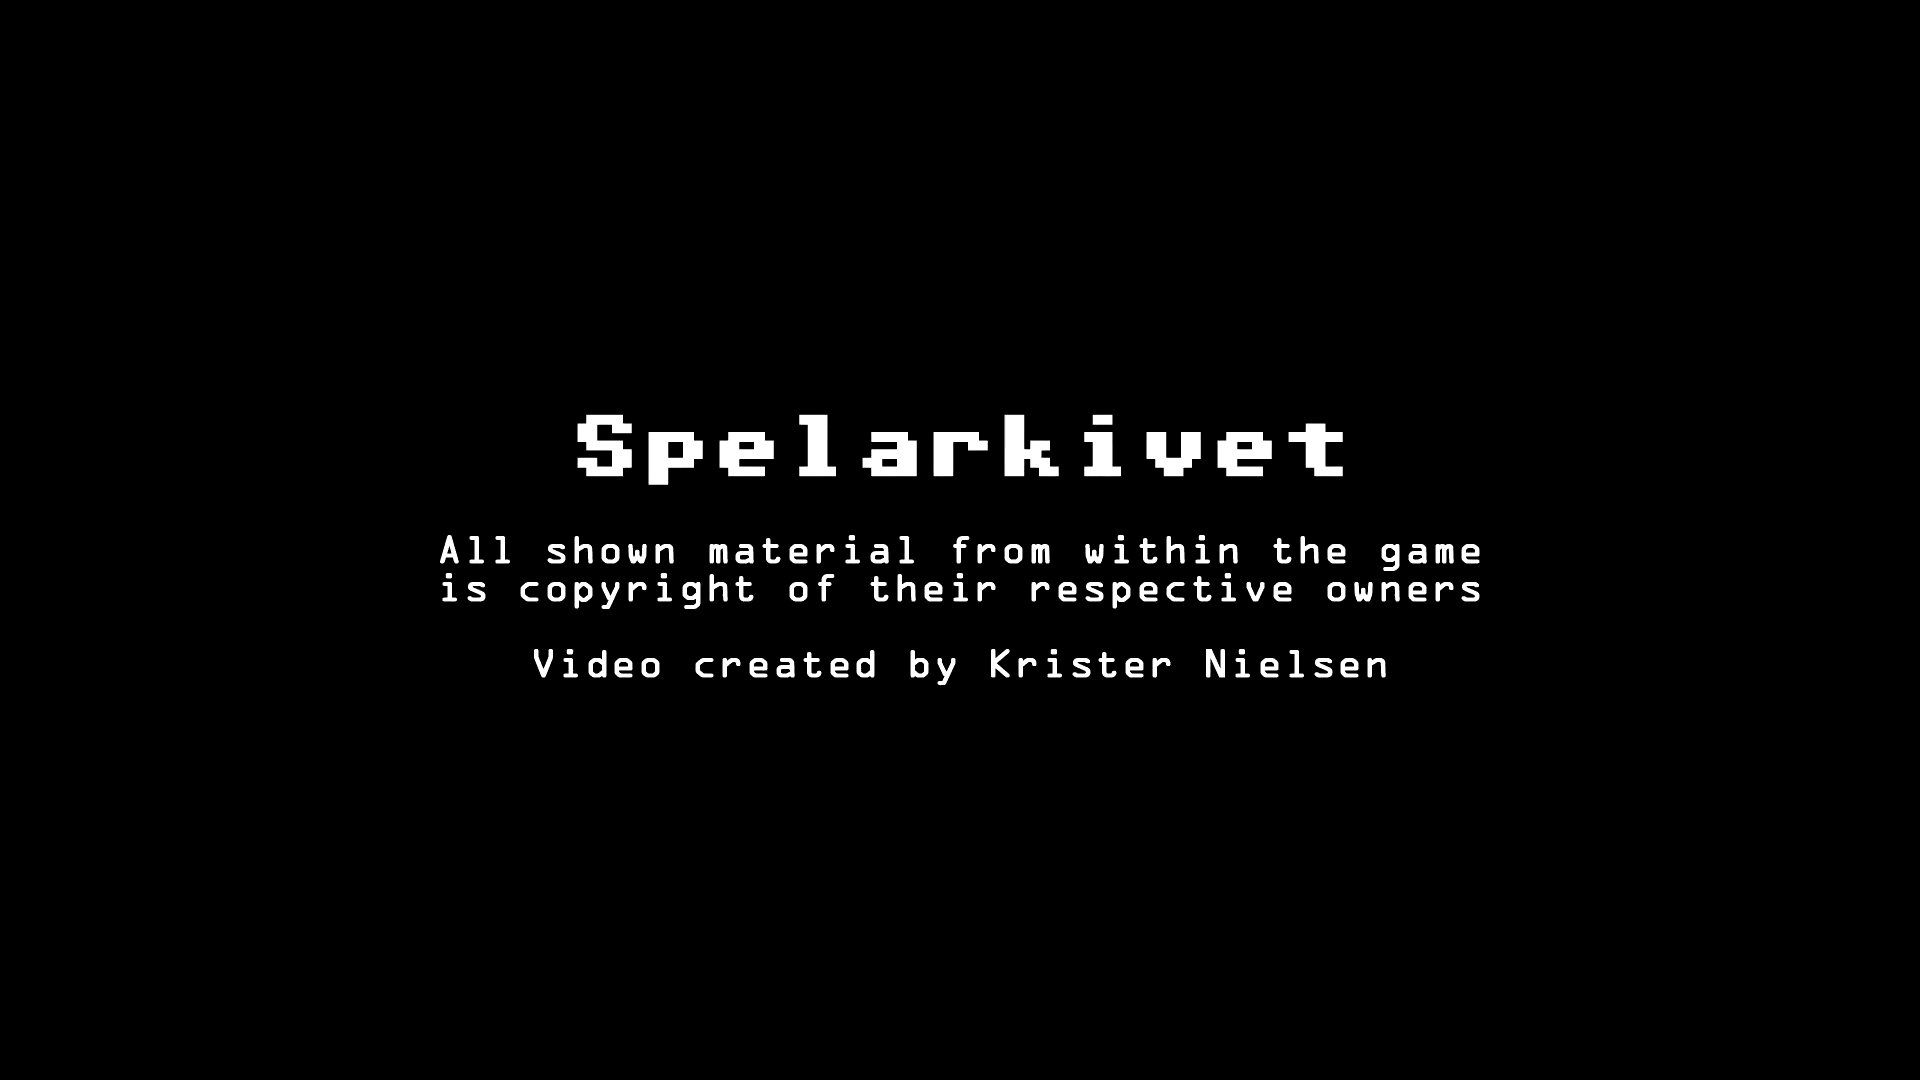 Spelarkivet
All shown material from within the game
is copyright of their respective owners
Video created by Krister Nielsen